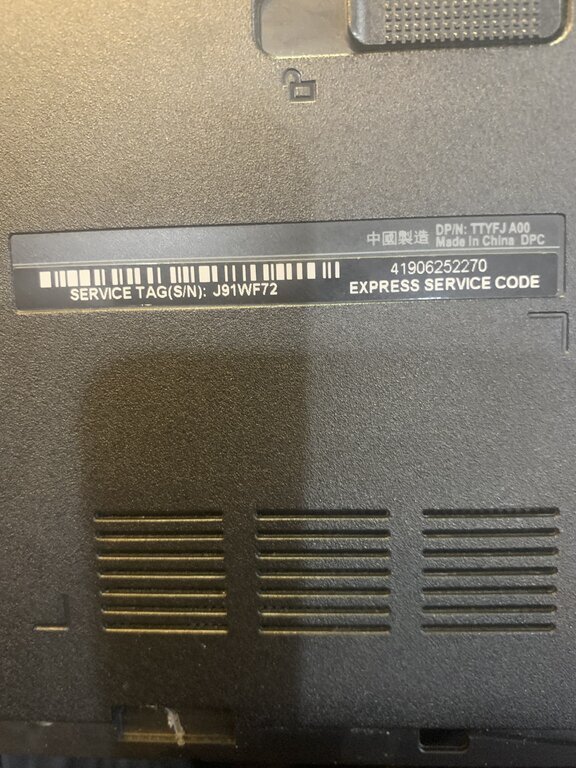 中國製造 DP/N: TTYFJ A00
Made in China DPC
41906252270
SERVICE TAG(S/N): J91WF72 EXPRESS SERVICE CODE